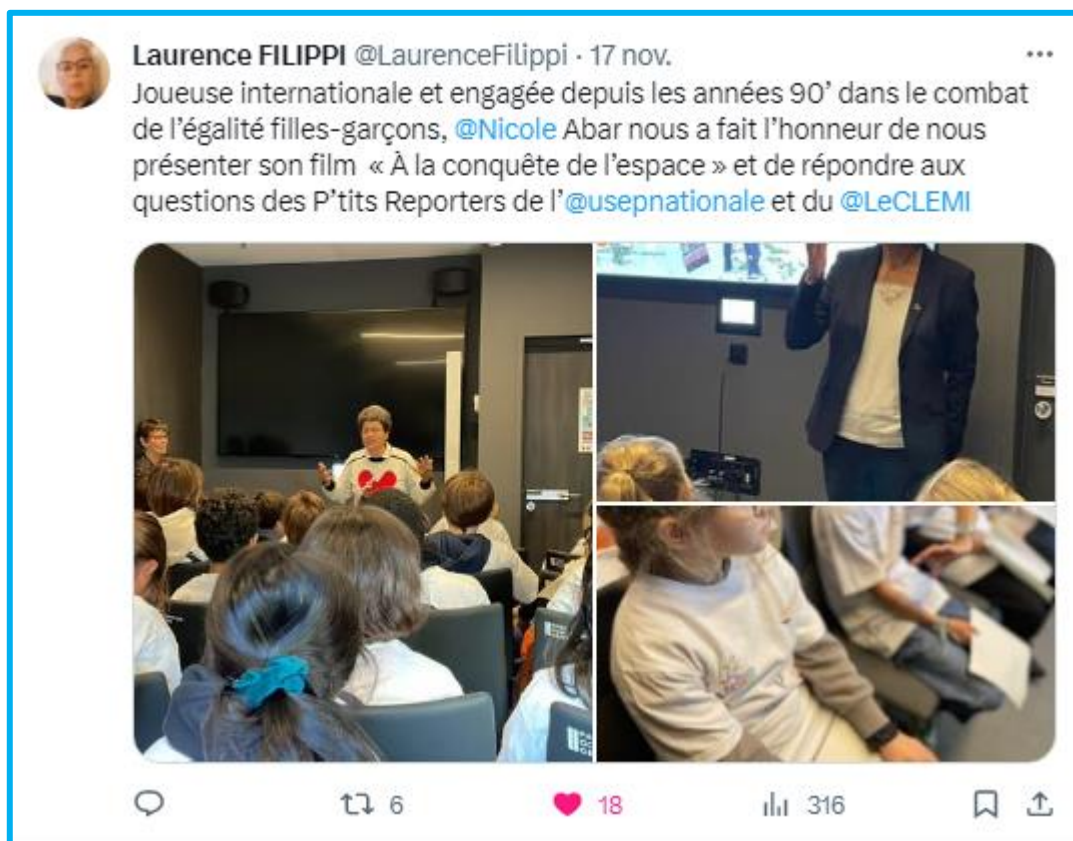 Laurence FILIPPI @LaurenceFilippi · 17 nov.
Joueuse internationale et engagée depuis les années 90’ dans le combat
de l’égalité filles-garçons, @Nicole Abar nous a fait l’honneur de nous
présenter son film « À la conquête de l’espace » et de répondre aux
questions des P’tits Reporters de l’@usepnationale et du @LeCLEMI
6
18
316